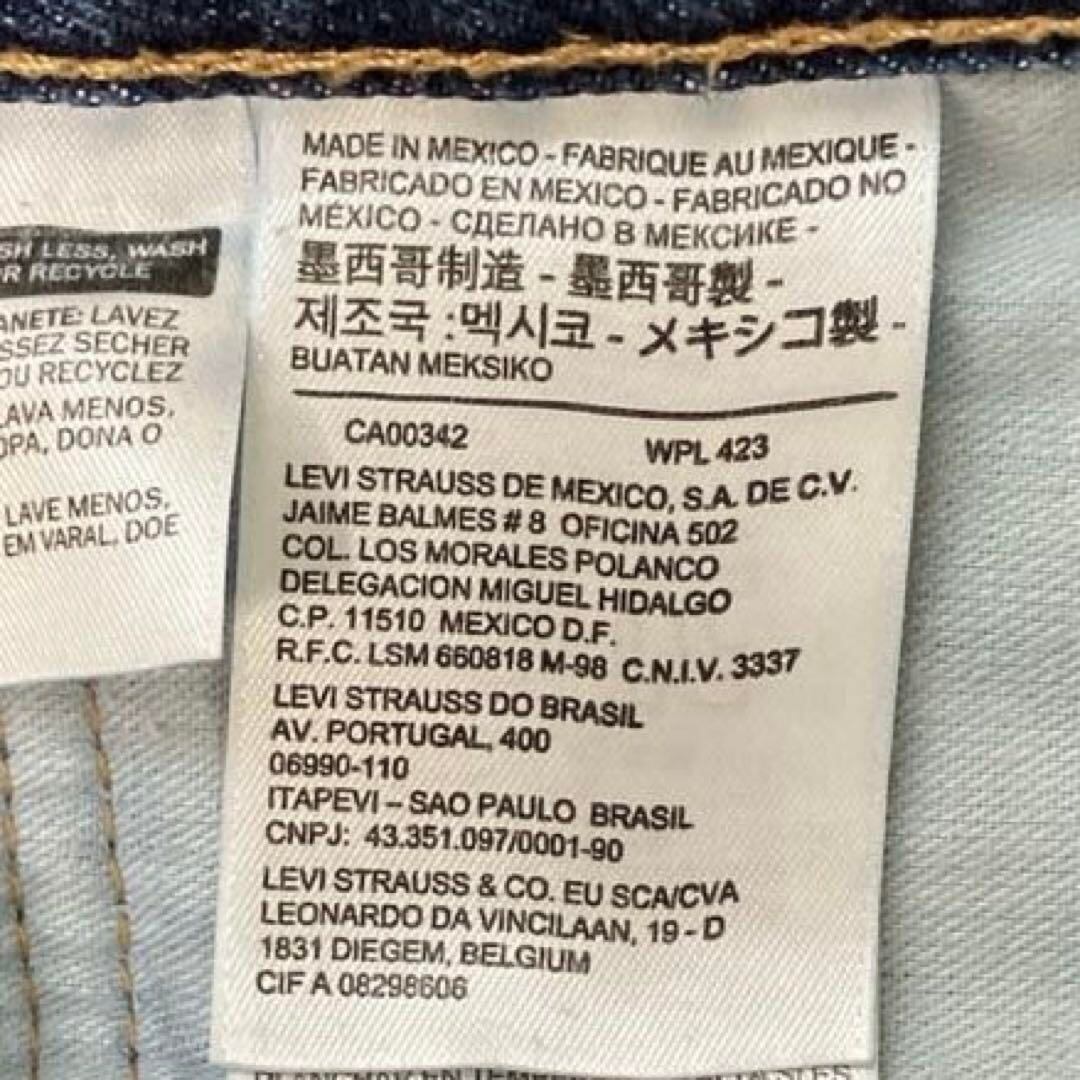 SH LESS, WASH
R RECYCLE
ANETE: LAVEZ
SSEZ SECHER
OU RECYCLEZ
LAVA MENOS,
OPA, DONA O
LAVE MENOS,
EM VARAL, DOE
MADE IN MEXICO - FABRIQUE AU MEXIQUE -
FABRICADO EN MEXICO - FABRICADO NO
MÉXICO - СДЕЛАНО В МЕКСИКЕ -
墨西哥制造 - 墨西哥製 -
제조국 :멕시코 - メキシコ製 -
BUATAN MEKSIKO
CA00342 WPL 423
LEVI STRAUSS DE MEXICO, S.A. DE C.V.
JAIME BALMES # 8 OFICINA 502
COL. LOS MORALES POLANCO
DELEGACION MIGUEL HIDALGO
C.P. 11510 MEXICO D.F.
R.F.C. LSM 660818 M-98 C.N.I.V. 3337
LEVI STRAUSS DO BRASIL
AV. PORTUGAL, 400
06990-110
ITAPEVI – SAO PAULO BRASIL
CNPJ: 43.351.097/0001-90
LEVI STRAUSS & CO. EU SCA/CVA
LEONARDO DA VINCILAAN, 19 - D
1831 DIEGEM, BELGIUM
CIF A 08298606